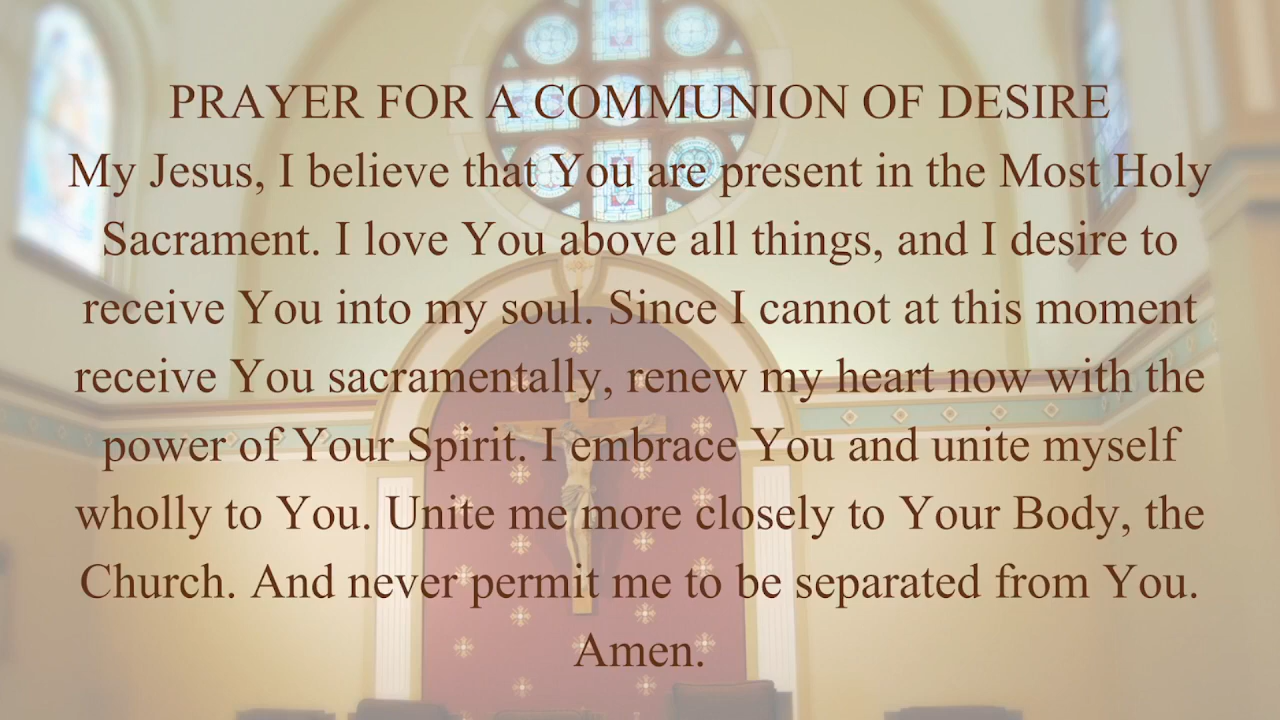 PRAYER FOR A COMMUNION OF DESIRE
My Jesus, I believe that You are present in the Most Holy
Sacrament. I love You above all things, and I desire to
receive You into my soul. Since I cannot at this moment
receive You sacramentally, renew my heart now with the
power of Your Spirit. I embrace You and unite myself
wholly to You. Unite me more closely to Your Body, the
Church. And never permit me to be separated from You.
Amen.